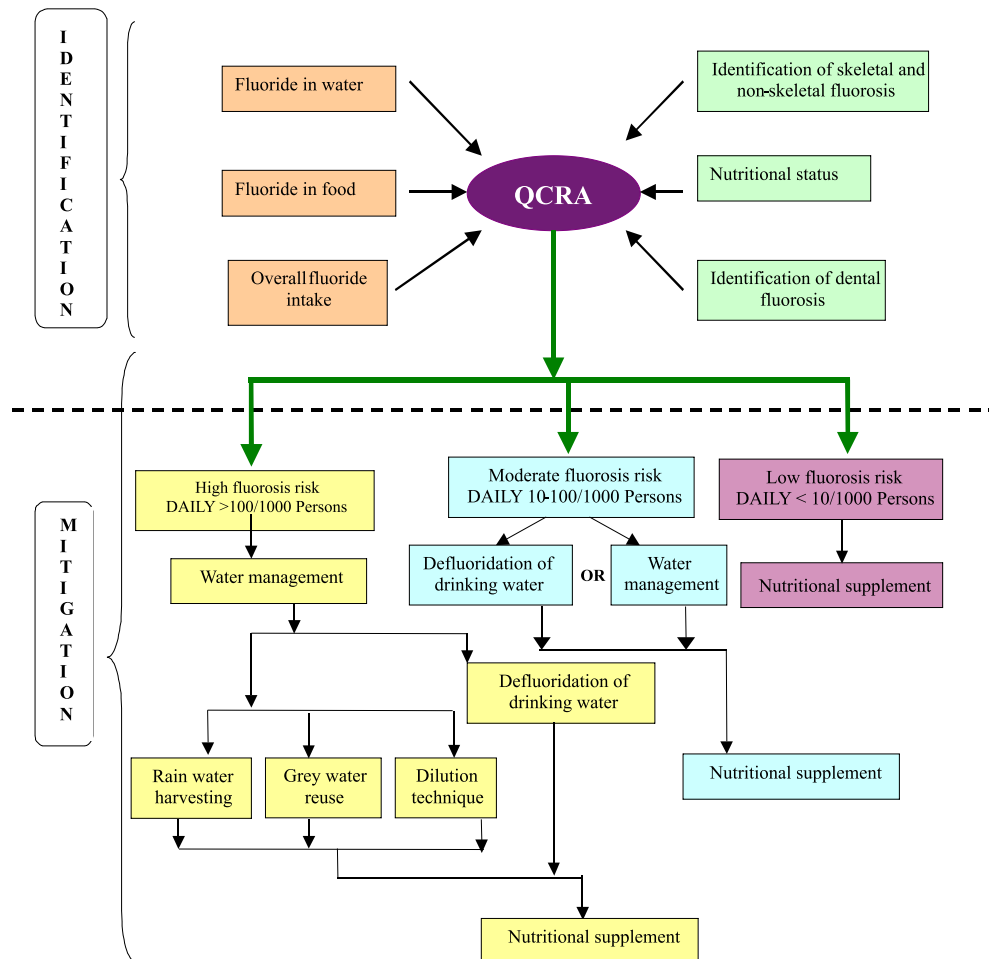 IDENTIFICATION
Fluoride in water
Identification of skeletal and
non-skeletal fluorosis
Fluoride in food
QCRA
Nutritional status
Overall fluoride
intake
Identification of dental
fluorosis
MITIGATION
High fluorosis risk
DAILY >100/1000 Persons
Moderate fluorosis risk
DAILY 10-100/1000 Persons
Low fluorosis risk
DAILY < 10/1000 Persons
Water management
Defluoridation of
drinking water
OR
Water
management
Nutritional supplement
Defluoridation of
drinking water
Rain water
harvesting
Grey water
reuse
Dilution
technique
Nutritional supplement
Nutritional supplement